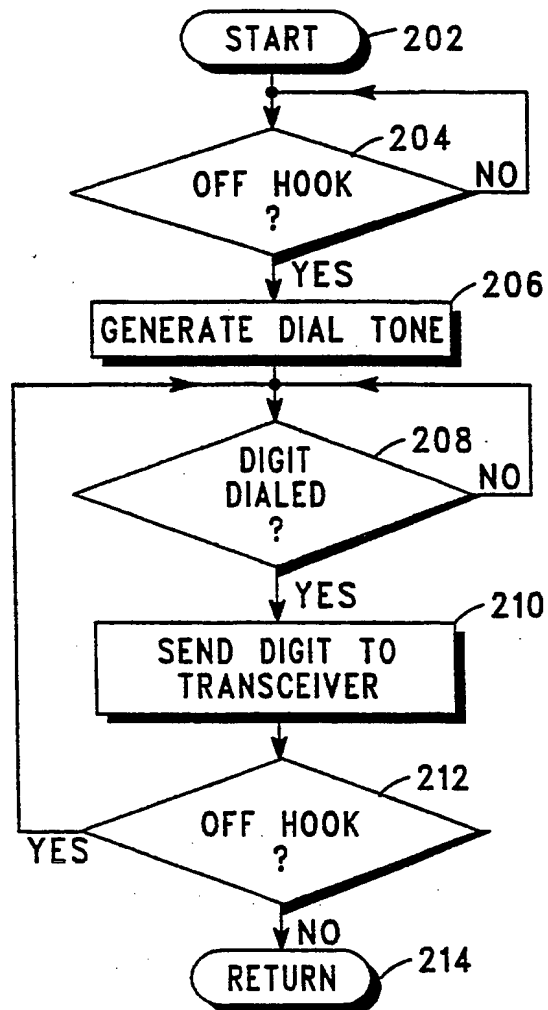 START
202
204
OFF HOOK
?
NO
YES
206
GENERATE DIAL TONE
208
DIGIT
DIALED
?
NO
YES
210
SEND DIGIT TO
TRANSCEIVER
212
OFF HOOK
?
YES
NO
RETURN
214